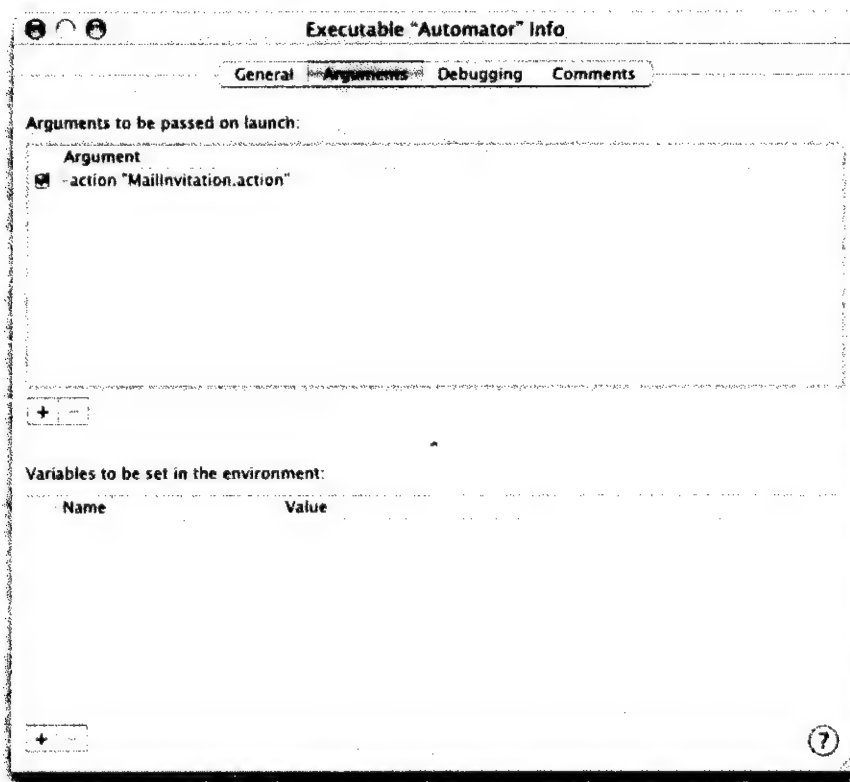 Executable "Automator" Info
General Arguments Debugging Comments
Arguments to be passed on launch:
Argument
-action "MailInvitation.action"
+ -
Variables to be set in the environment:
Name Value
+ -
?